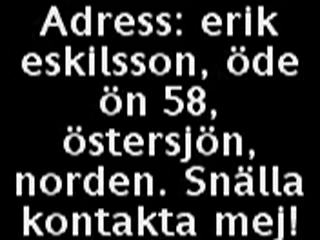 Adress: erik
eskilsson, öde
ön 58,
östersjön,
norden. Snälla
kontakta mej!